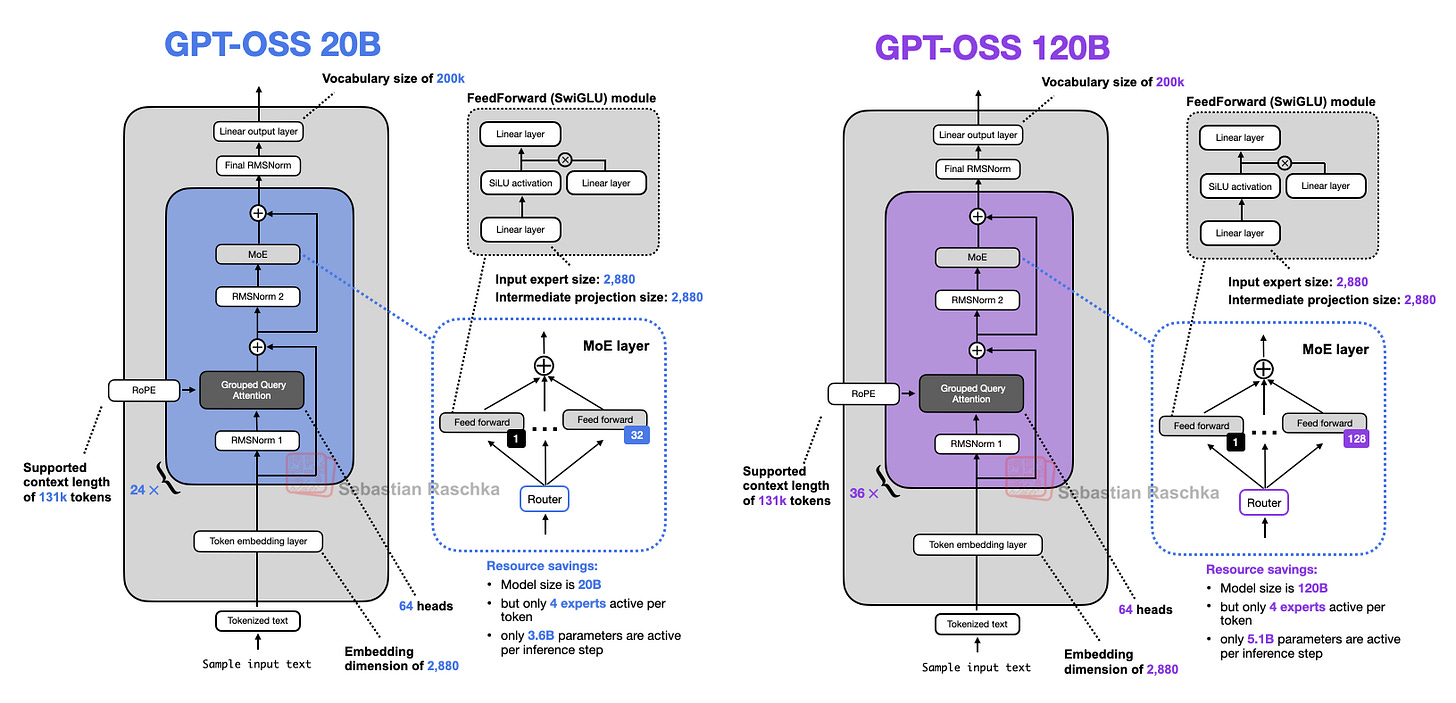 GPT-OSS 20B
Vocabulary size of 200k
FeedForward (SwiGLU) module
Linear output layer
Linear layer
Final RMSNorm
SiLU activation
Linear layer
Linear layer
MoE
Input expert size: 2,880
RMSNorm 2
Intermediate projection size: 2,880
MoE layer
RoPE
Grouped Query
Attention
Feed forward
1
...
Feed forward
32
RMSNorm 1
Supported
context length
of 131k tokens
24 ×
Sebastian Raschka
Router
Token embedding layer
Resource savings:
• Model size is 20B
• but only 4 experts active per
token
• only 3.6B parameters are active
per inference step
64 heads
Tokenized text
Embedding
dimension of 2,880
Sample input text
GPT-OSS 120B
Vocabulary size of 200k
FeedForward (SwiGLU) module
Linear output layer
Linear layer
Final RMSNorm
SiLU activation
Linear layer
Linear layer
MoE
Input expert size: 2,880
RMSNorm 2
Intermediate projection size: 2,880
MoE layer
RoPE
Grouped Query
Attention
Feed forward
1
...
Feed forward
128
RMSNorm 1
Supported
context length
of 131k tokens
36 ×
Sebastian Raschka
Router
Token embedding layer
Resource savings:
• Model size is 120B
• but only 4 experts active per
token
• only 5.1B parameters are active
per inference step
64 heads
Tokenized text
Embedding
dimension of 2,880
Sample input text